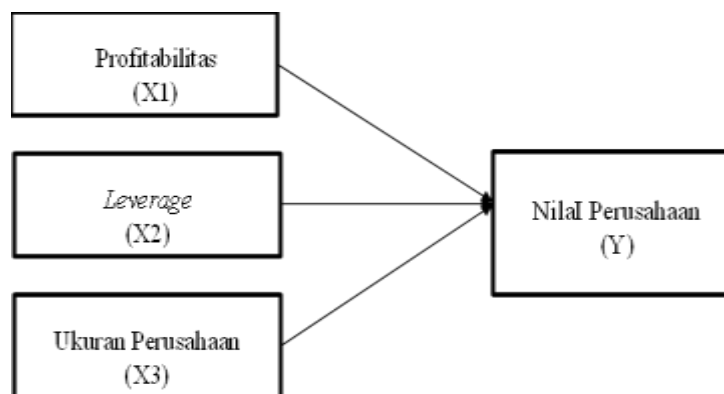 Profitabilitas
(X1)
Leverage
(X2)
NilaI Perusahaan
(Y)
Ukuran Perusahaan
(X3)